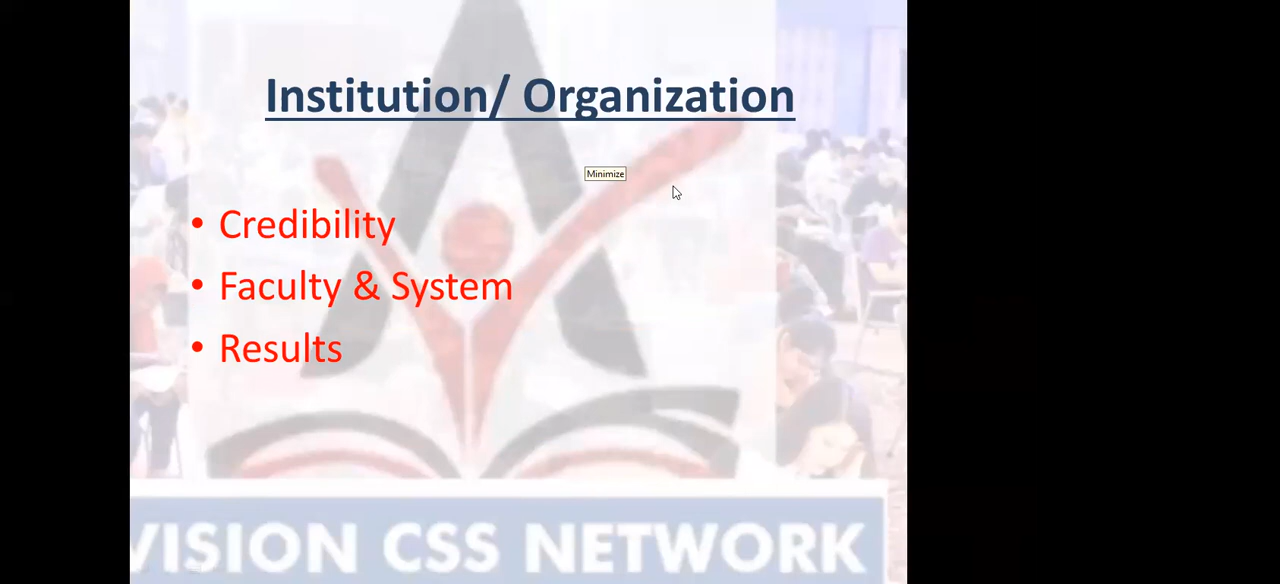 Institution/ Organization
Minimize
• Credibility
• Faculty & System
• Results
VISION CSS NETWORK